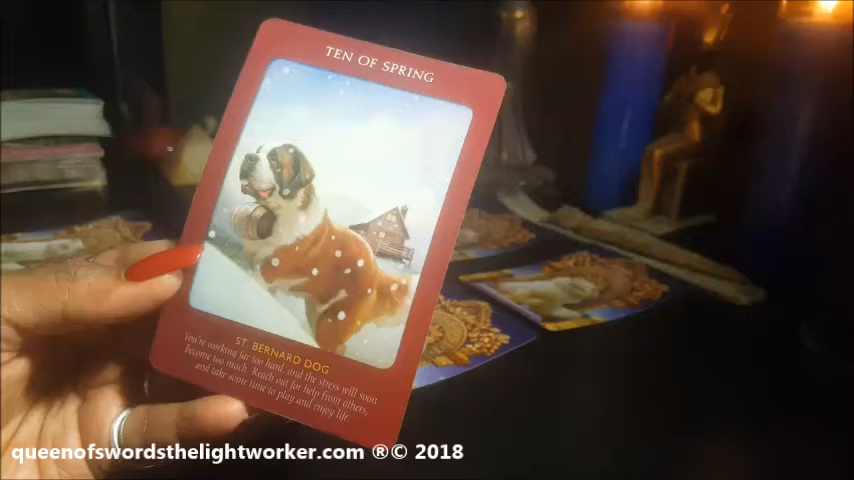 TEN OF SPRING
ST. BERNARD DOG
You're working far too hard, and the stress will soon
become too much. Reach out for help from others,
and take some time to play and enjoy life.
queenofswordsthelightworker.com ®© 2018